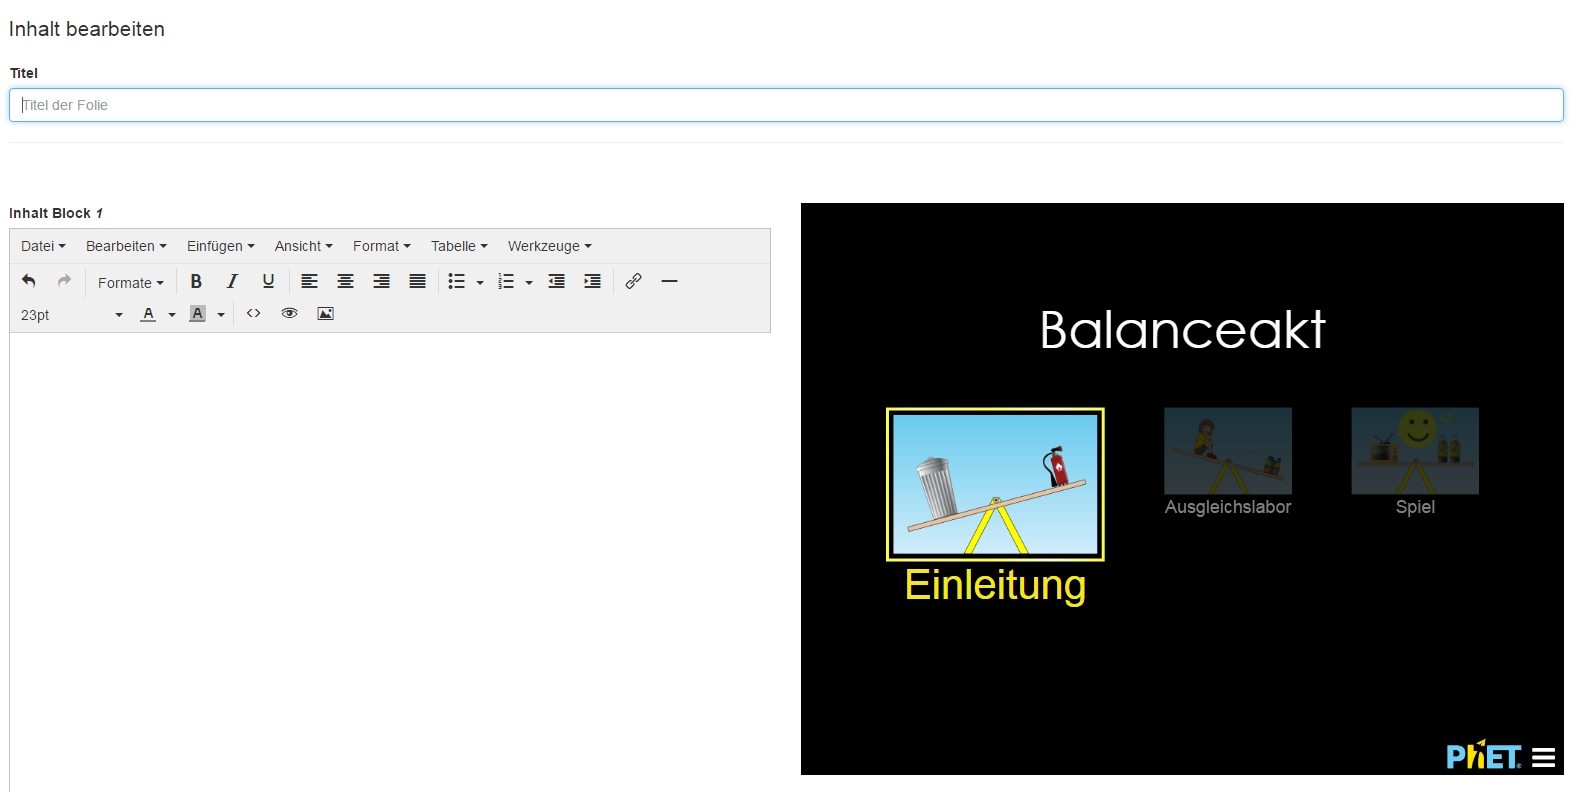 Inhalt bearbeiten
Titel
Titel der Folie
Inhalt Block 1
Datei Bearbeiten Einfügen Ansicht Format Tabelle Werkzeuge
Formate B I U
23pt A A
Balanceakt
Einleitung
Ausgleichslabor
Spiel
PhET